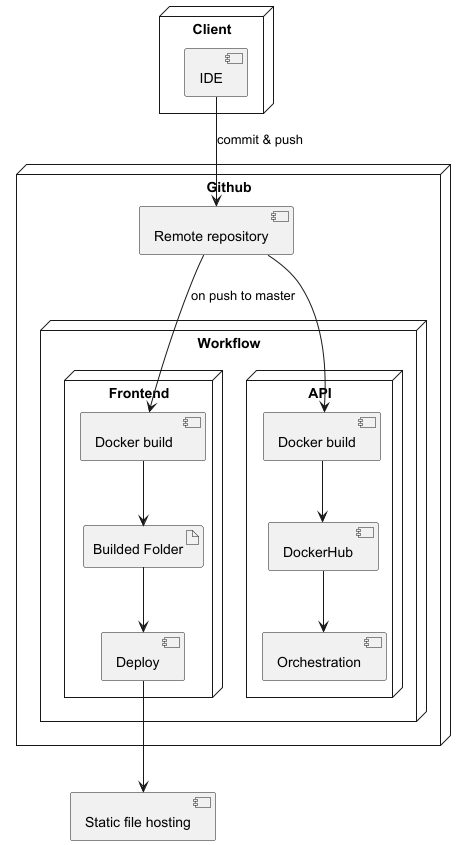 Client
IDE
commit & push
Github
Remote repository
on push to master
Workflow
Frontend
API
Docker build
Docker build
Builded Folder
DockerHub
Deploy
Orchestration
Static file hosting